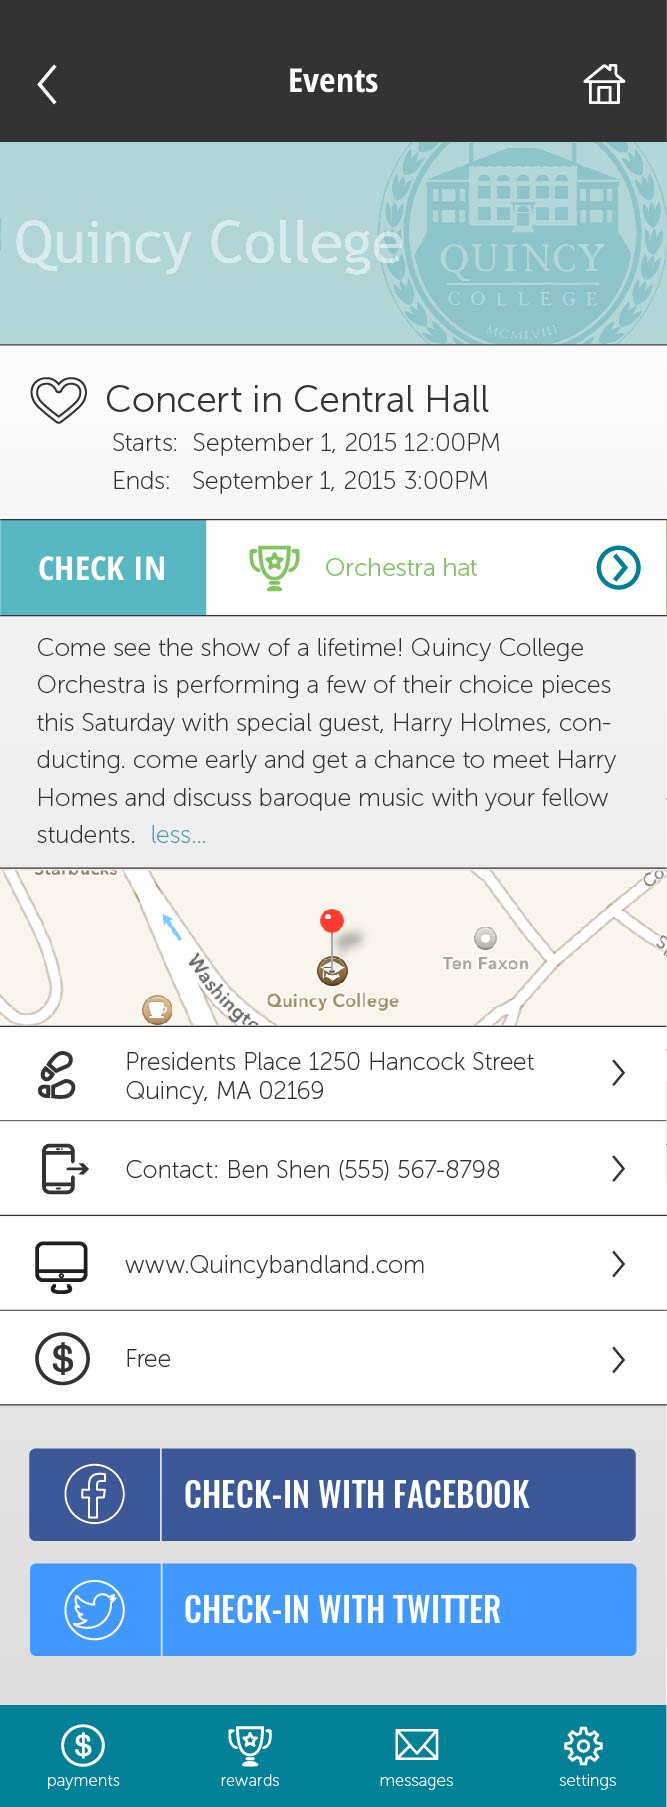 Events
Quincy College
QUINCY
COLLEGE
MCMLVIII
Concert in Central Hall
Starts: September 1, 2015 12:00PM
Ends: September 1, 2015 3:00PM
CHECK IN
Orchestra hat
Come see the show of a lifetime! Quincy College
Orchestra is performing a few of their choice pieces
this Saturday with special guest, Harry Holmes, con-
ducting. come early and get a chance to meet Harry
Homes and discuss baroque music with your fellow
students. less...
Starbucks
Co
S
Washingto
Ten Faxon
Quincy College
Presidents Place 1250 Hancock Street
Quincy, MA 02169
Contact: Ben Shen (555) 567-8798
www.Quincybandland.com
Free
CHECK-IN WITH FACEBOOK
CHECK-IN WITH TWITTER
payments
rewards
messages
settings